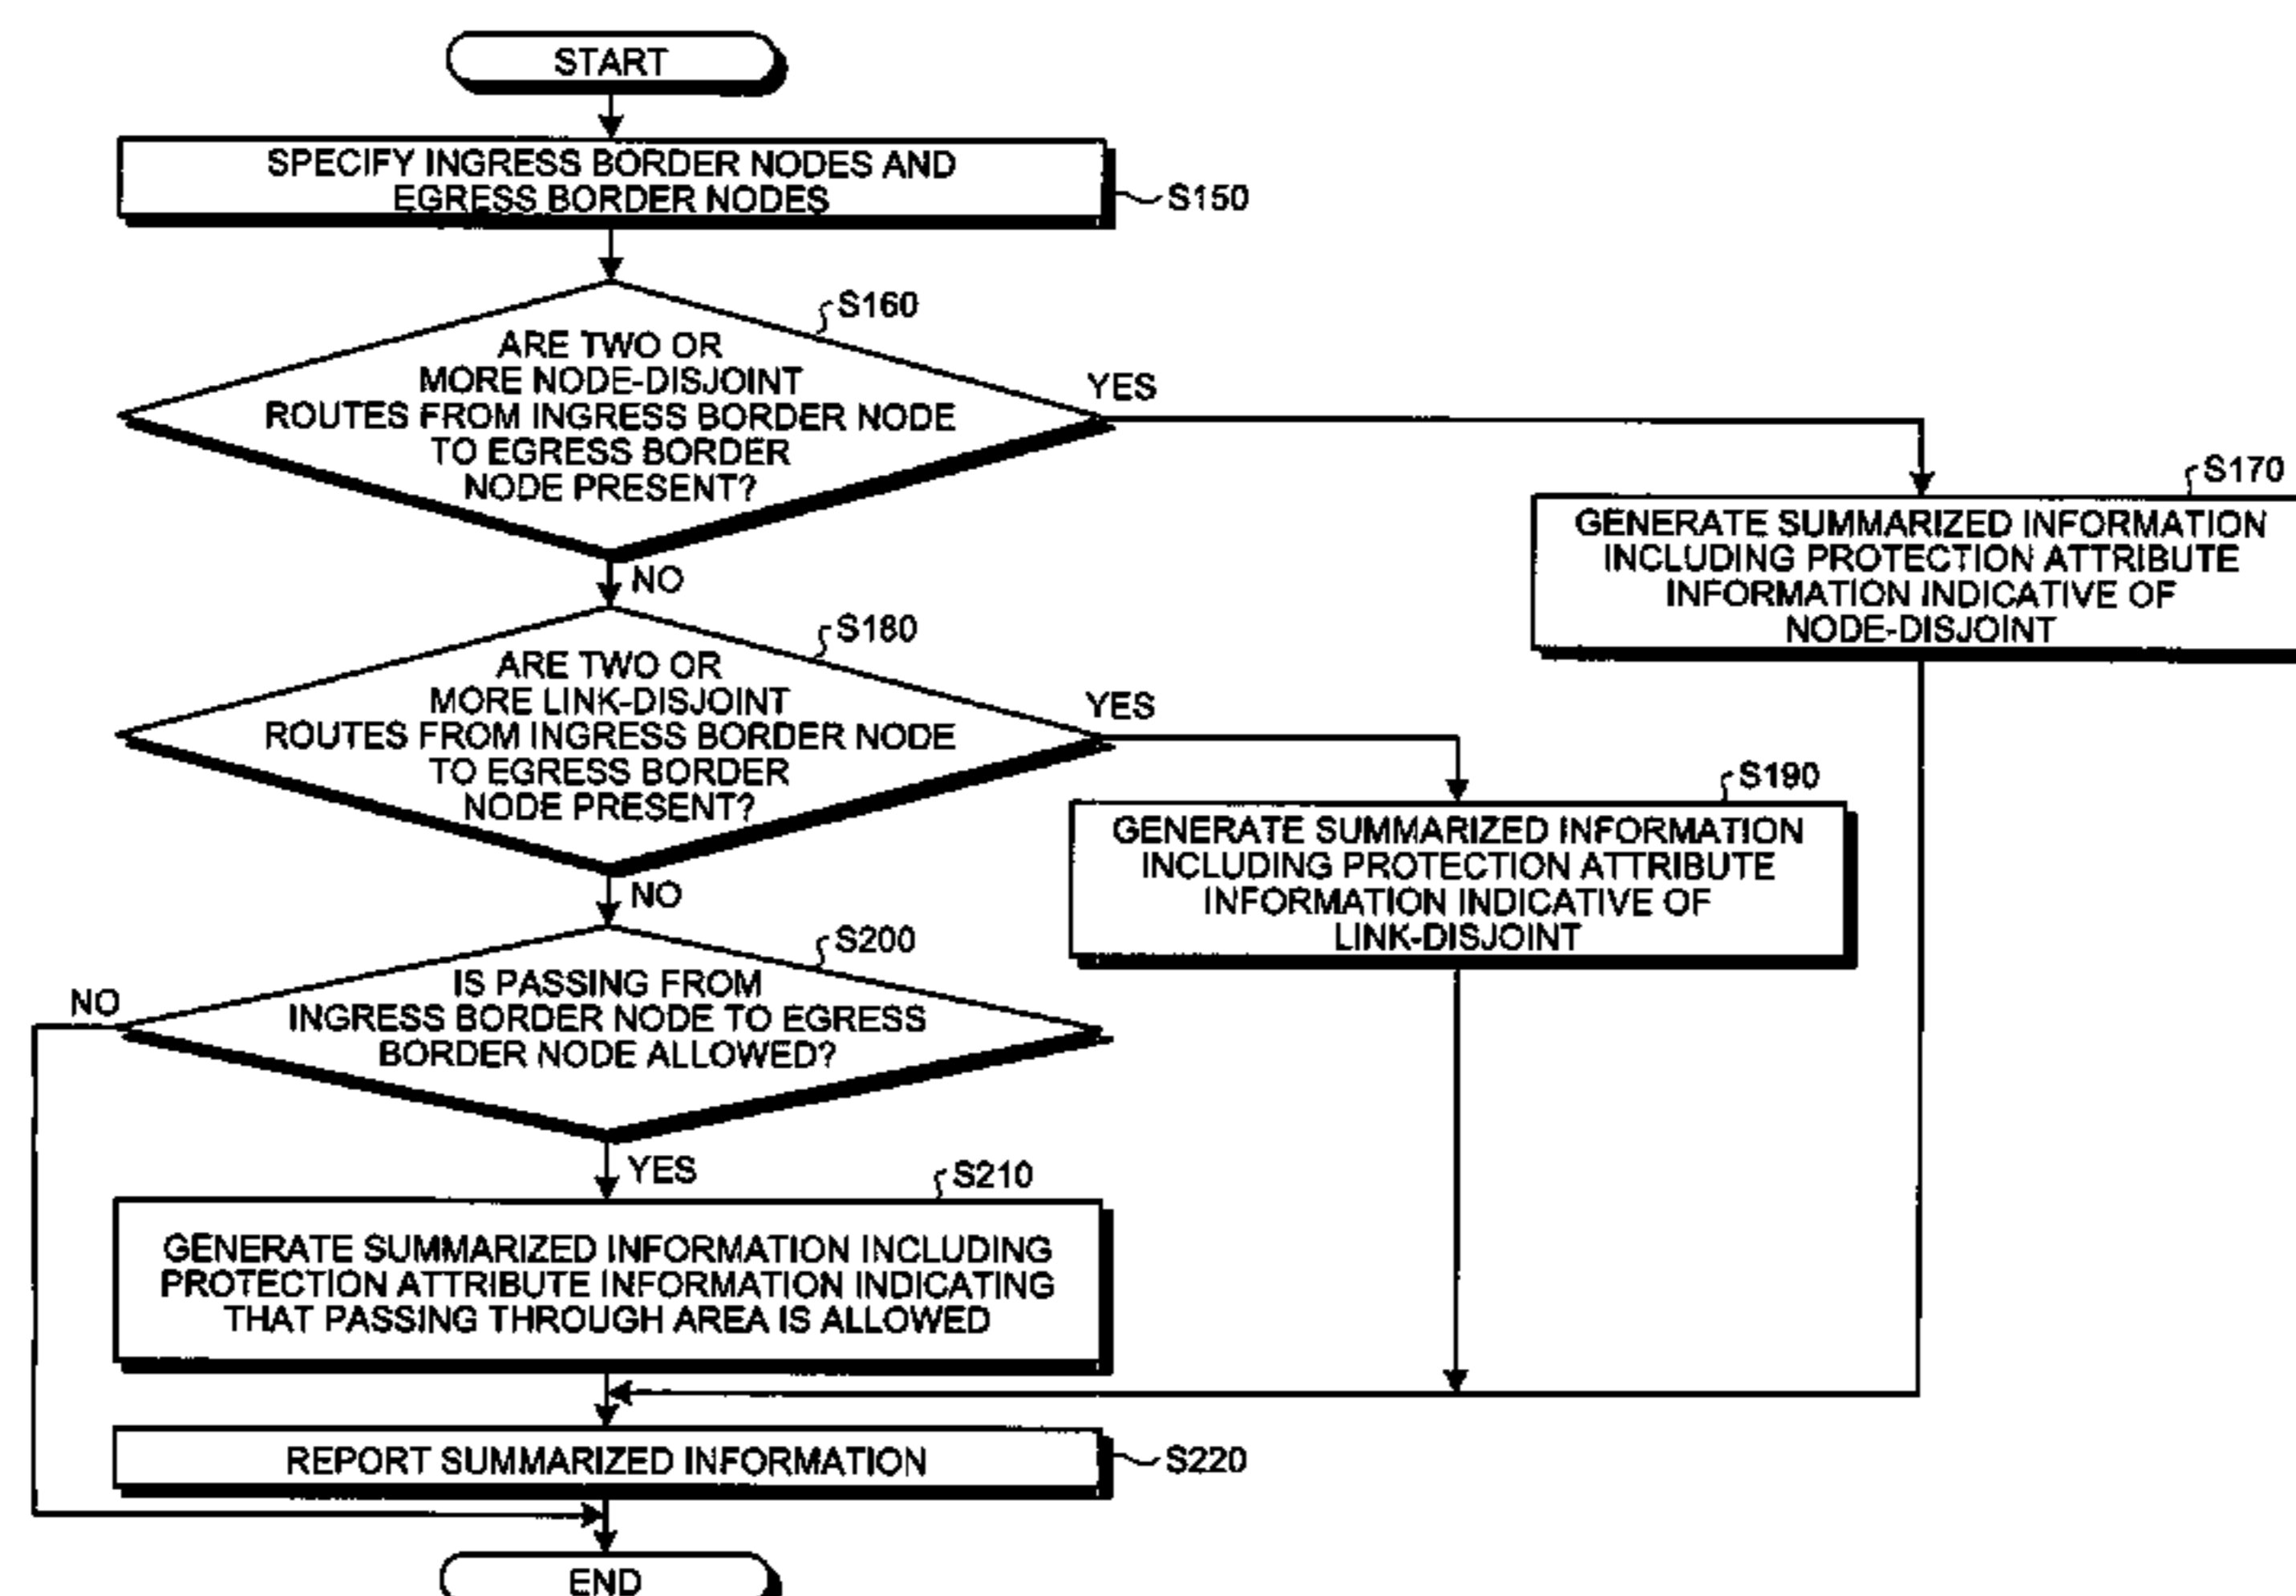 START
SPECIFY INGRESS BORDER NODES AND
EGRESS BORDER NODES
S150
S160
ARE TWO OR
MORE NODE-DISJOINT
ROUTES FROM INGRESS BORDER NODE
TO EGRESS BORDER
NODE PRESENT?
YES
NO
S170
GENERATE SUMMARIZED INFORMATION
INCLUDING PROTECTION ATTRIBUTE
INFORMATION INDICATIVE OF
NODE-DISJOINT
S180
ARE TWO OR
MORE LINK-DISJOINT
ROUTES FROM INGRESS BORDER NODE
TO EGRESS BORDER
NODE PRESENT?
YES
NO
S190
GENERATE SUMMARIZED INFORMATION
INCLUDING PROTECTION ATTRIBUTE
INFORMATION INDICATIVE OF
LINK-DISJOINT
S200
IS PASSING FROM
INGRESS BORDER NODE TO EGRESS
BORDER NODE ALLOWED?
NO
YES
S210
GENERATE SUMMARIZED INFORMATION INCLUDING
PROTECTION ATTRIBUTE INFORMATION INDICATING
THAT PASSING THROUGH AREA IS ALLOWED
REPORT SUMMARIZED INFORMATION
S220
END